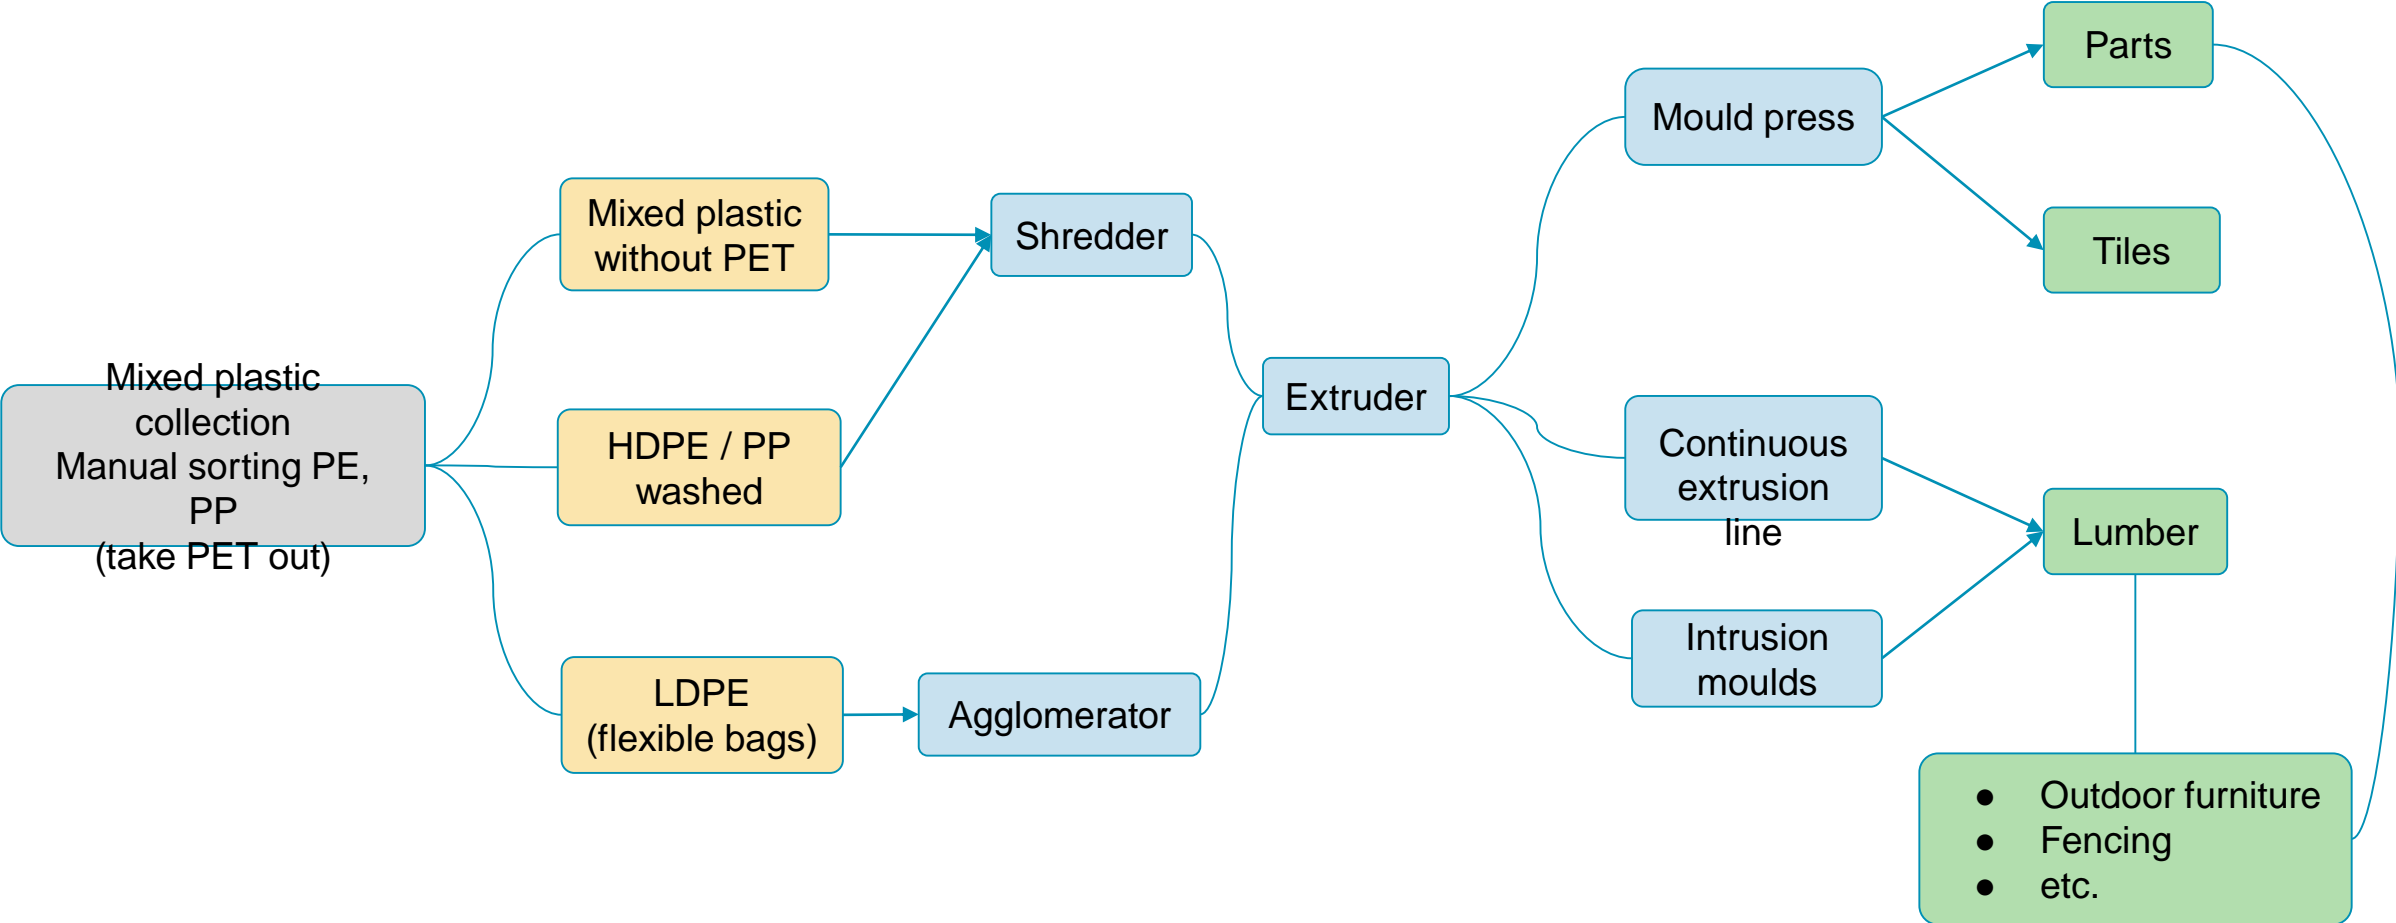 Mixed plastic
collection
Manual sorting PE,
PP
(take PET out)
Mixed plastic
without PET
HDPE / PP
washed
LDPE
(flexible bags)
Shredder
Agglomerator
Extruder
Mould press
Continuous
extrusion
line
Intrusion
moulds
Parts
Tiles
Lumber
● Outdoor furniture
● Fencing
● etc.